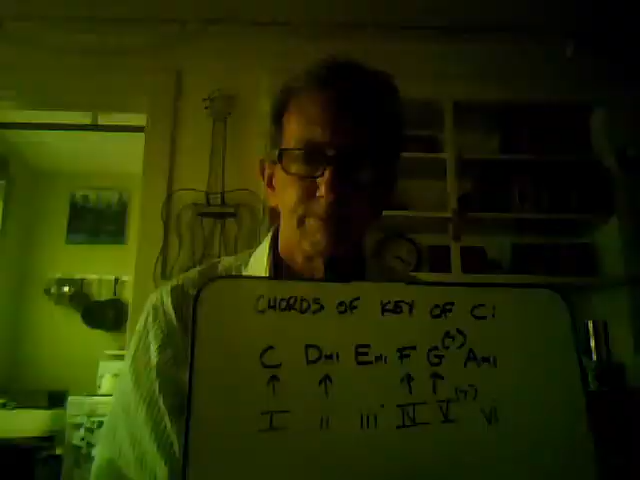 CHORDS OF KEY OF C:
C Dmi Emi F G(7) Ami
↑ ↑ ↑ ↑
I ii iii IV V(7) vi